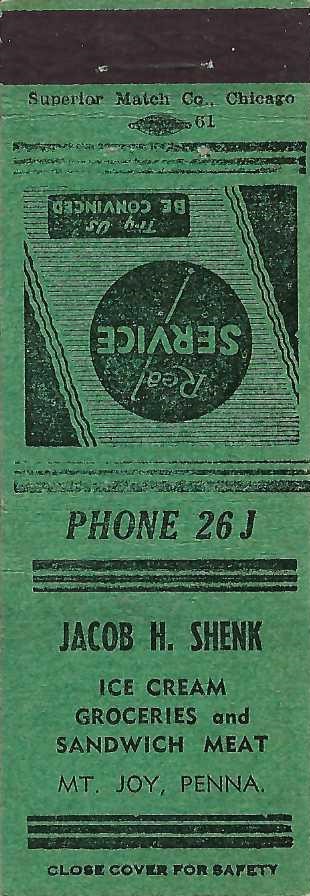 Superior Match Co., Chicago
61
Real
SERVICE
Try Us
BE CONVINCED
PHONE 26 J
JACOB H. SHENK
ICE CREAM
GROCERIES and
SANDWICH MEAT
MT. JOY, PENNA.
CLOSE COVER FOR SAFETY